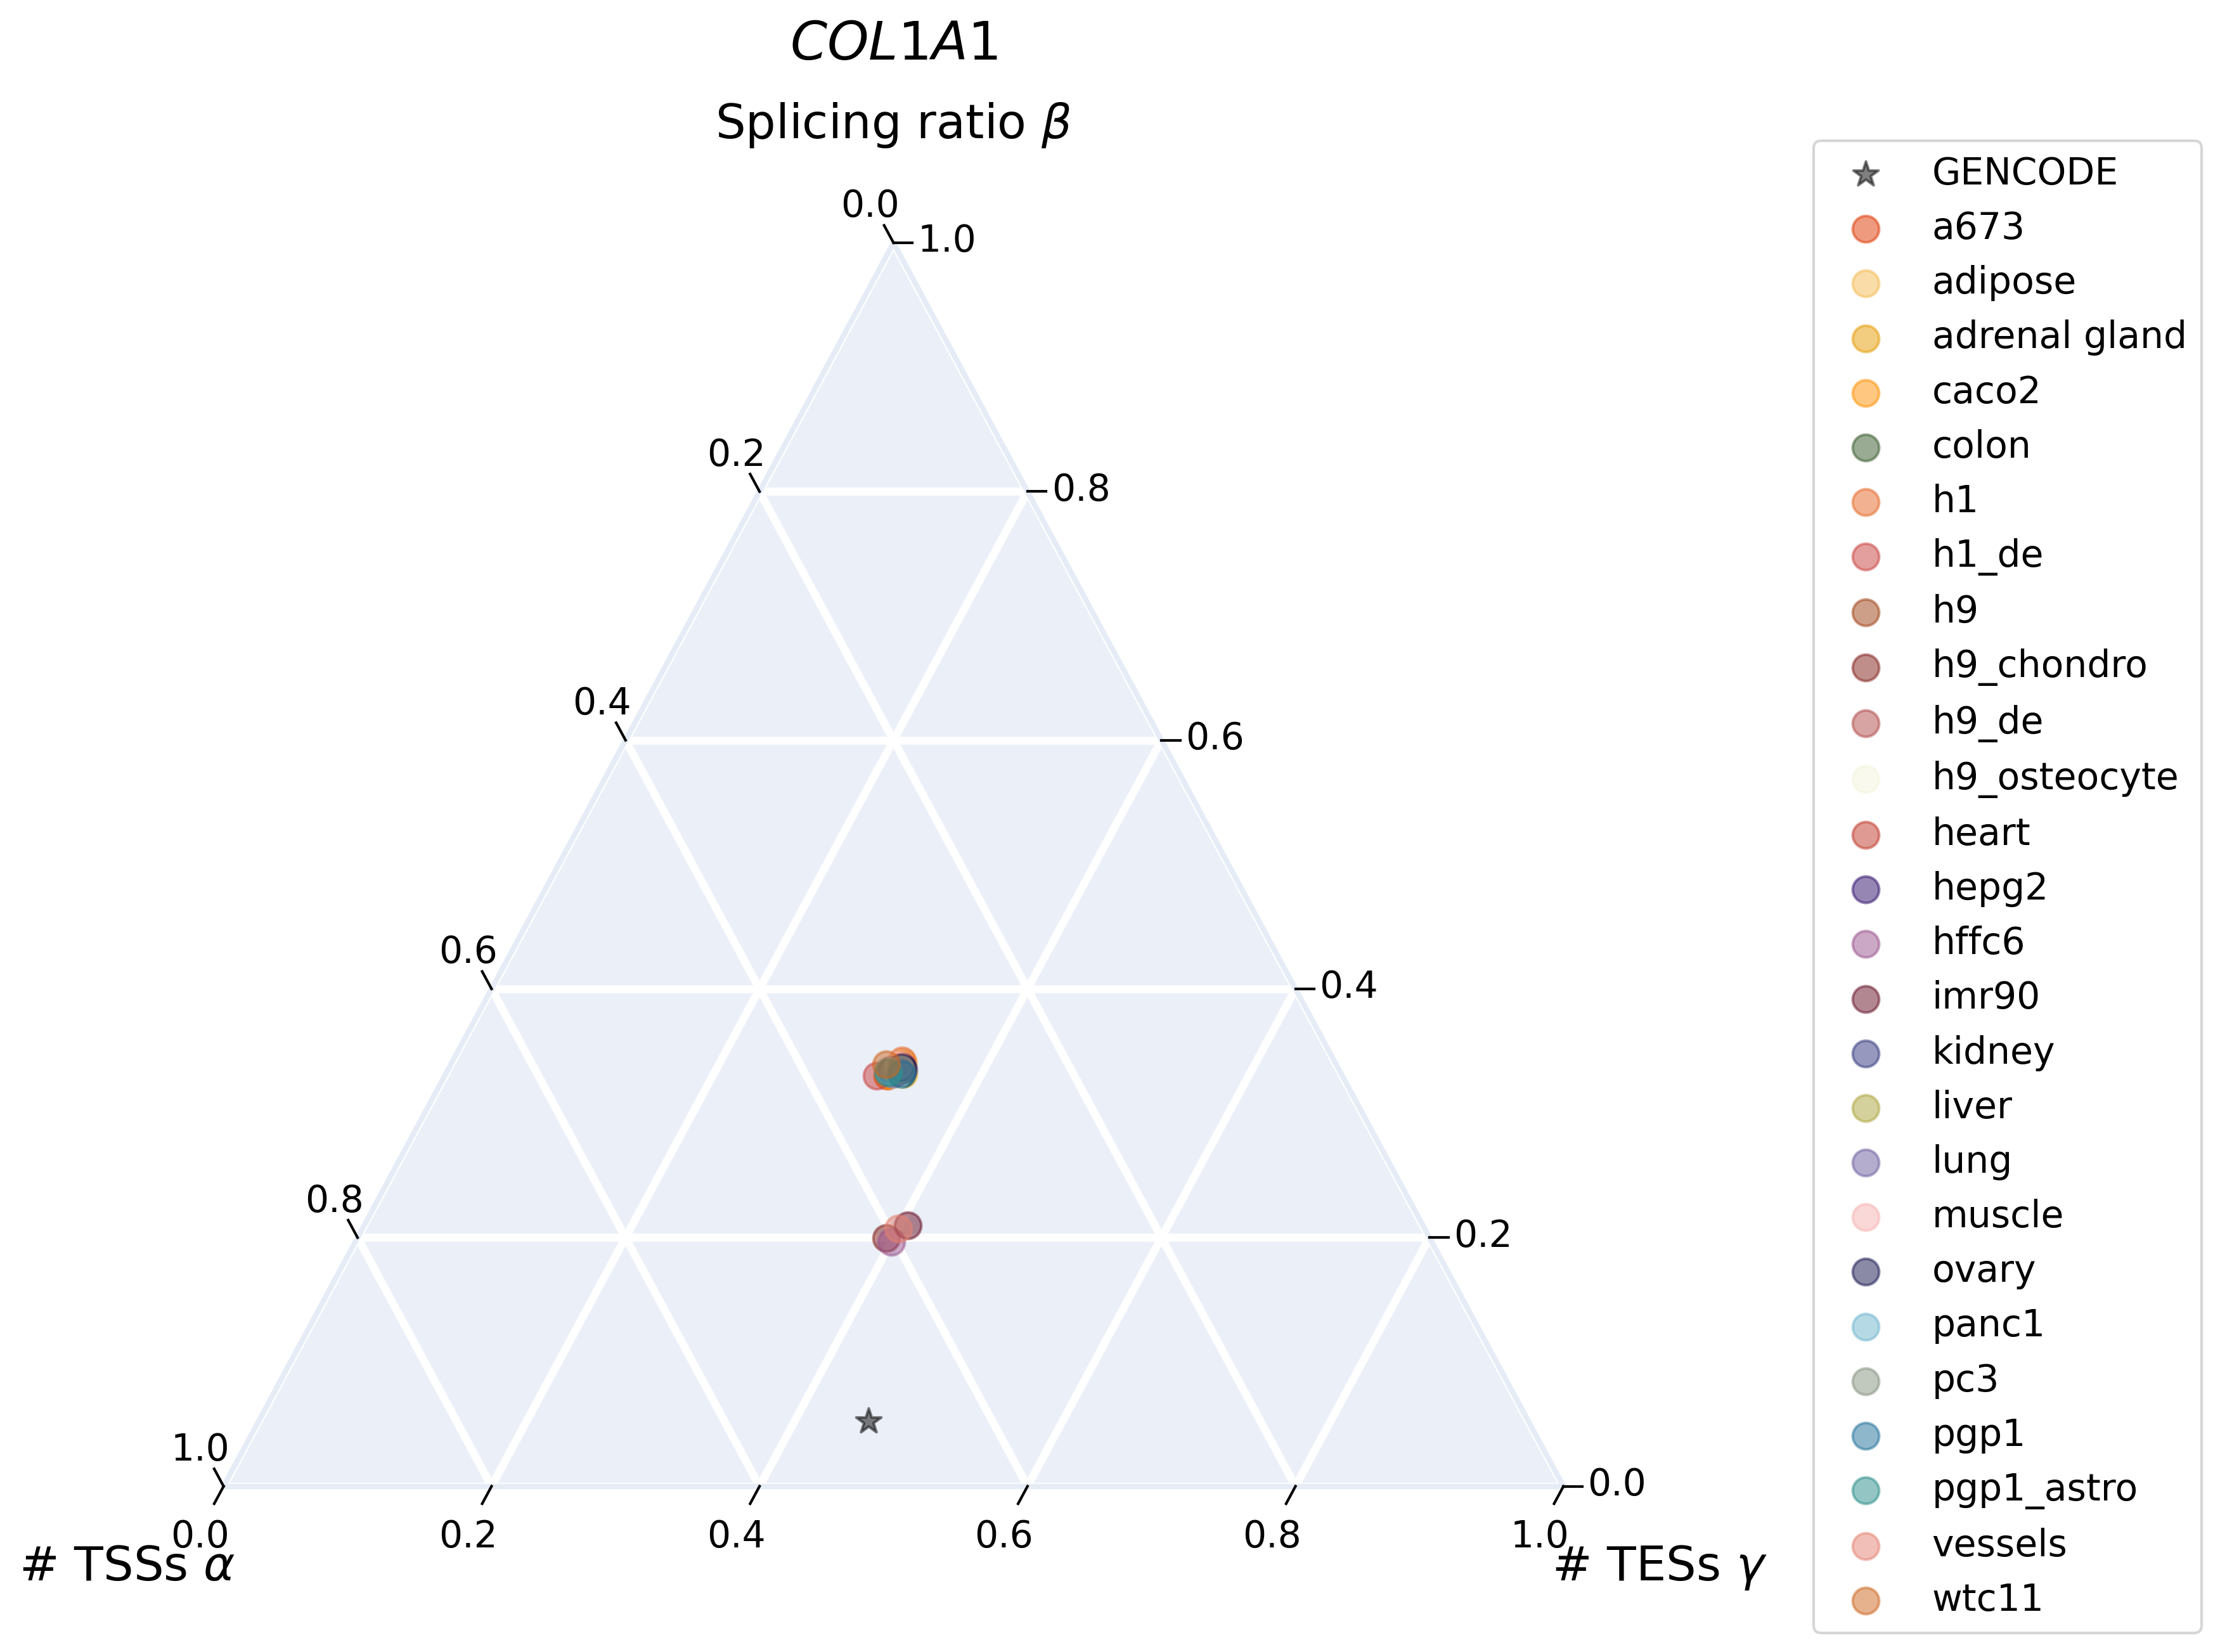 COL1A1
Splicing ratio β
0.0
1.0
0.2
0.8
0.4
0.6
0.6
0.4
0.8
0.2
1.0
0.0
0.0
0.2
0.4
0.6
0.8
1.0
# TSSs α
# TESs γ
GENCODE
a673
adipose
adrenal gland
caco2
colon
h1
h1_de
h9
h9_chondro
h9_de
h9_osteocyte
heart
hepg2
hffc6
imr90
kidney
liver
lung
muscle
ovary
panc1
pc3
pgp1
pgp1_astro
vessels
wtc11